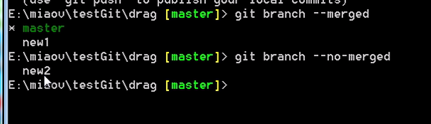 (use "git push" to publish your local commits)
E:\miaov\testGit\drag [master]> git branch --merged
* master
new1
E:\miaov\testGit\drag [master]> git branch --no-merged
new2
E:\miaov\testGit\drag [master]>